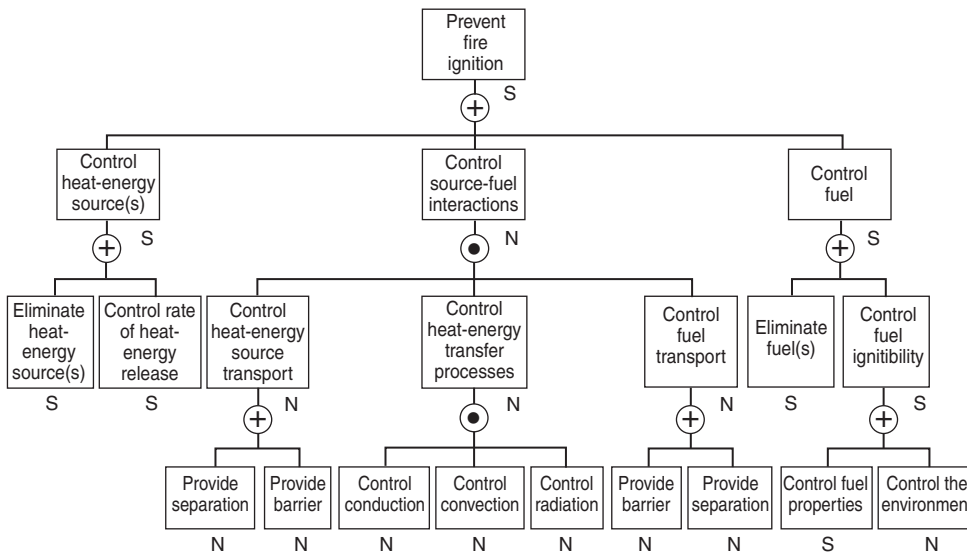 Prevent
fire
ignition
S
+
Control
heat-energy
source(s)
S
+
Control
source-fuel
interactions
N
Control
fuel
S
+
Eliminate
heat-
energy
source(s)
S
Control rate
of heat-
energy
release
S
Control
heat-energy
source
transport
N
+
Control
heat-energy
transfer
processes
N
Control
fuel
transport
N
+
Eliminate
fuel(s)
S
Control
fuel
ignitibility
S
+
Provide
separation
N
Provide
barrier
N
Control
conduction
N
Control
convection
N
Control
radiation
N
Provide
barrier
N
Provide
separation
N
Control fuel
properties
S
Control the
environment
N